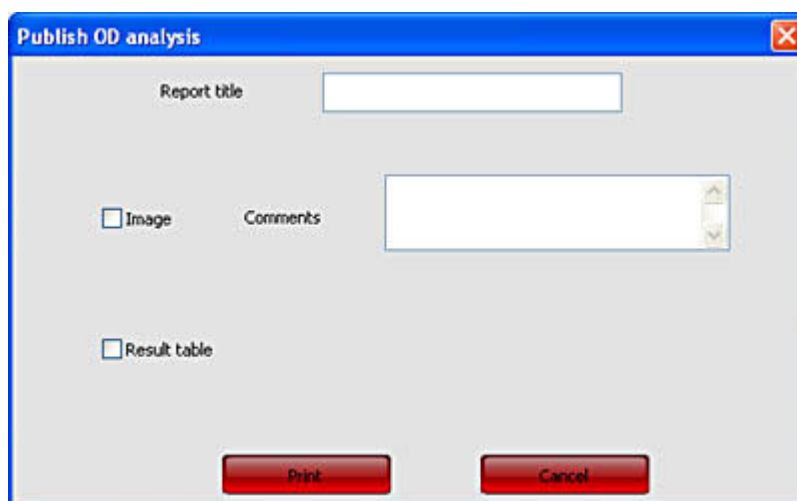 Publish OD analysis
Report title
Image Comments
Result table
Print Cancel